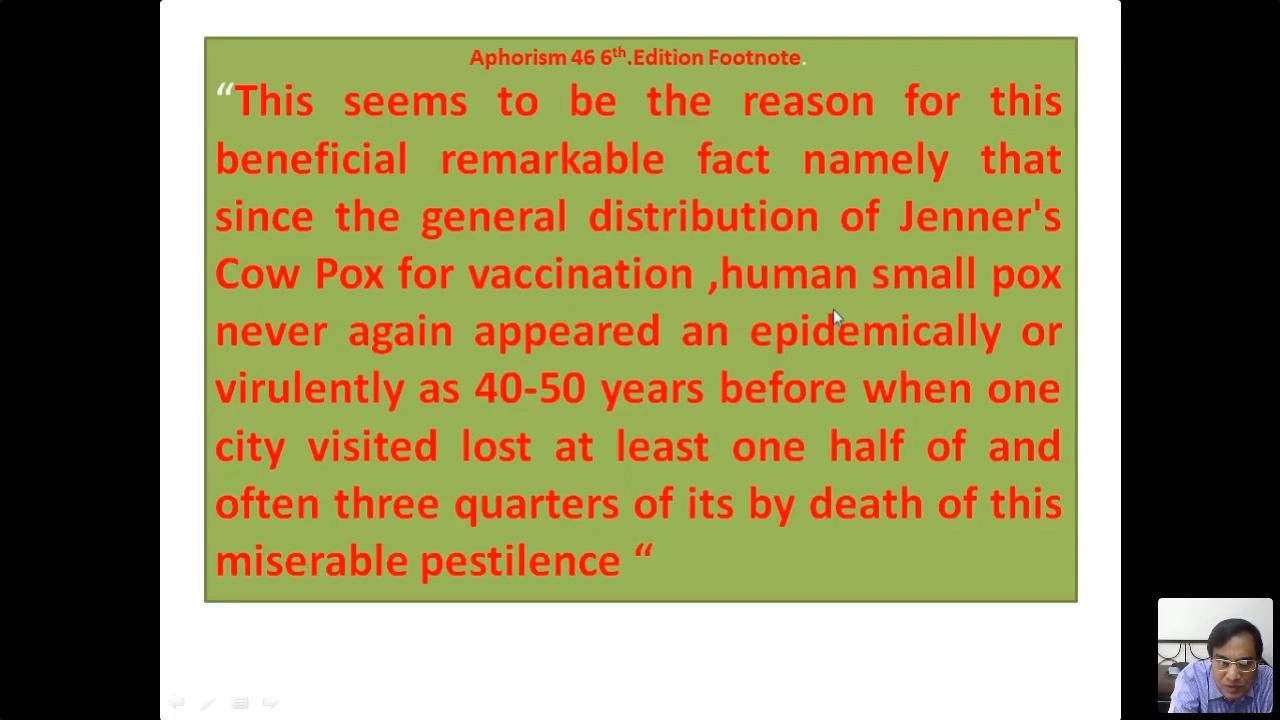 Aphorism 46 6th.Edition Footnote.
“This seems to be the reason for this
beneficial remarkable fact namely that
since the general distribution of Jenner's
Cow Pox for vaccination ,human small pox
never again appeared an epidemically or
virulently as 40-50 years before when one
city visited lost at least one half of and
often three quarters of its by death of this
miserable pestilence “